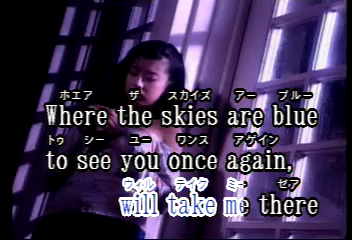 ホエア ザ スカイズ アー ブルー
Where the skies are blue
トゥ シー ユー ワンス アゲイン
to see you once again,
ウィル テイク ミー ゼア
will take me there